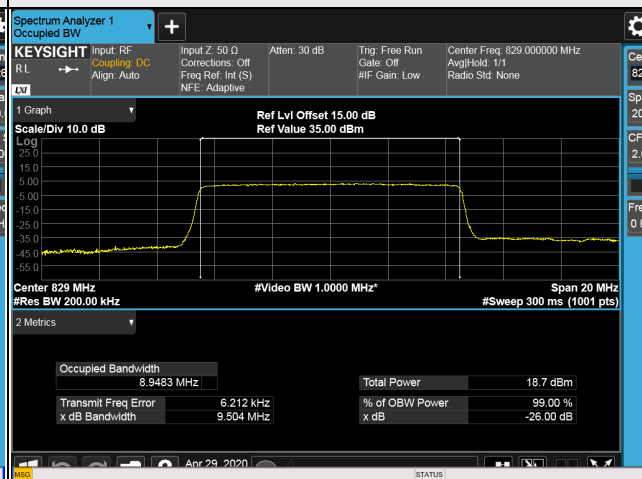 Spectrum Analyzer 1
Occupied BW
+
KEYSIGHT
R L
LXI
Input: RF
Coupling: DC
Align: Auto
Input Z: 50 Ω
Corrections: Off
Freq Ref: Int (S)
NFE: Adaptive
Atten: 30 dB
Trig: Free Run
Gate: Off
#IF Gain: Low
Center Freq: 829.000000 MHz
Avg|Hold: 1/1
Radio Std: None
1 Graph
Scale/Div 10.0 dB
Ref Lvl Offset 15.00 dB
Ref Value 35.00 dBm
Log
25.0
15.0
5.00
-5.00
-15.0
-25.0
-35.0
-45.0
-55.0
Center 829 MHz
#Res BW 200.00 kHz
#Video BW 1.0000 MHz*
Span 20 MHz
#Sweep 300 ms (1001 pts)
2 Metrics
Occupied Bandwidth
8.9483 MHz
Total Power 18.7 dBm
Transmit Freq Error 6.212 kHz
% of OBW Power 99.00 %
x dB Bandwidth 9.504 MHz
x dB -26.00 dB
Apr 29, 2020
MSG
STATUS